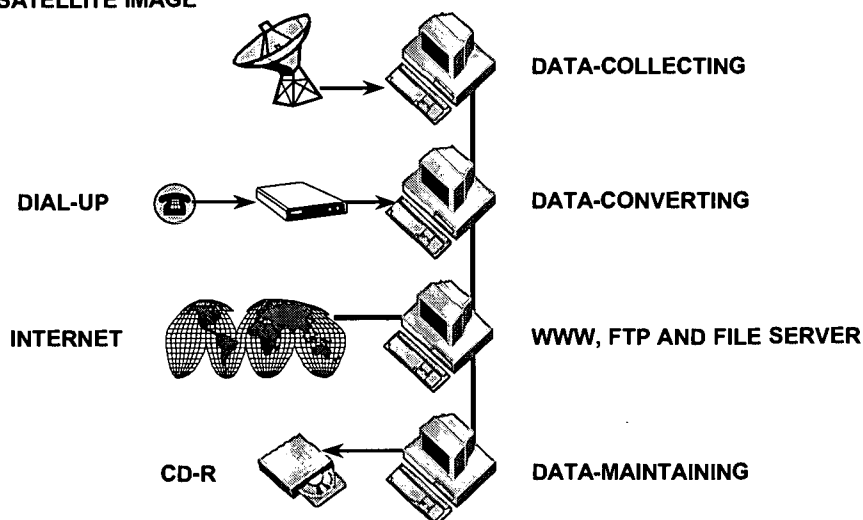 SATELLITE IMAGE
DATA-COLLECTING
DIAL-UP
DATA-CONVERTING
INTERNET
WWW, FTP AND FILE SERVER
CD-R
DATA-MAINTAINING